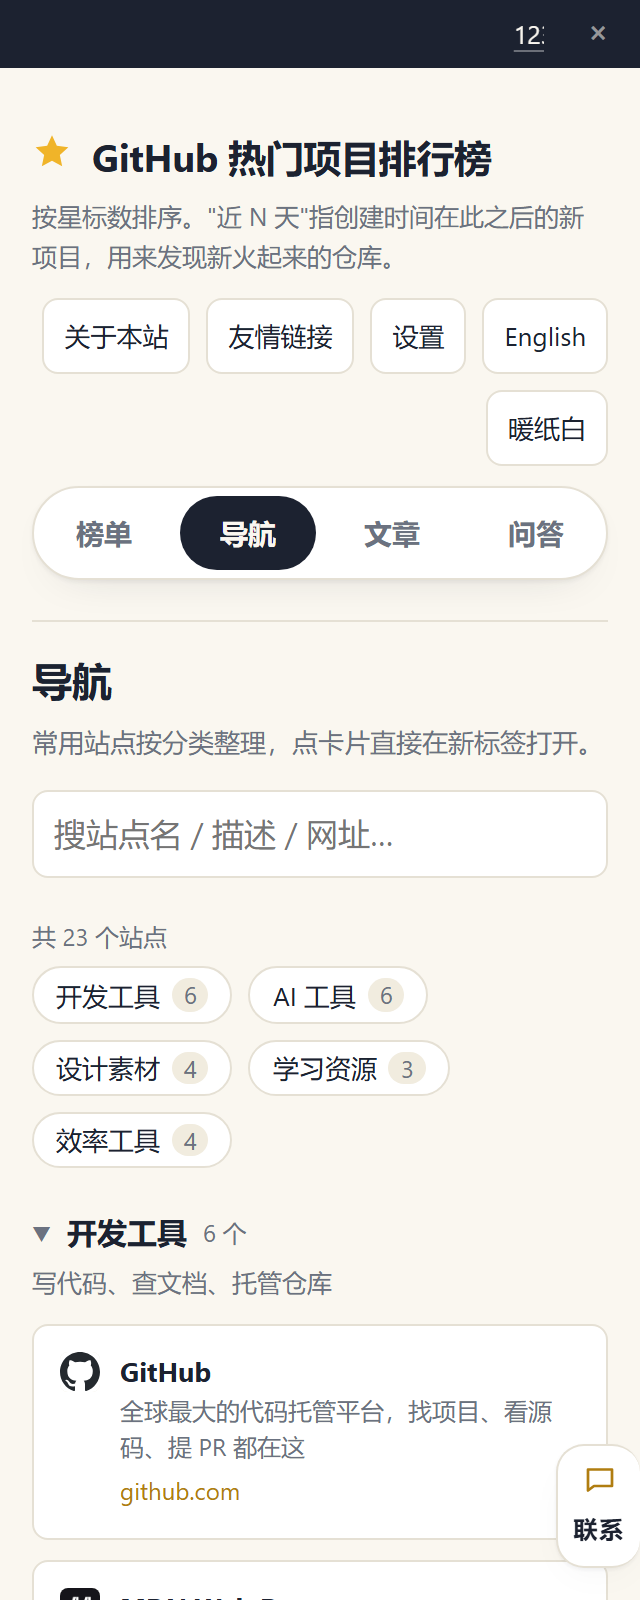 12
×
GitHub 热门项目排行榜
按星标数排序。"近 N 天"指创建时间在此之后的新
项目，用来发现新火起来的仓库。
关于本站 友情链接 设置 English
暖纸白
榜单 导航 文章 问答
导航
常用站点按分类整理，点卡片直接在新标签打开。
搜站点名 / 描述 / 网址...
共 23 个站点
开发工具 6 AI 工具 6
设计素材 4 学习资源 3
效率工具 4
▼ 开发工具 6 个
写代码、查文档、托管仓库
GitHub
全球最大的代码托管平台，找项目、看源
码、提 PR 都在这
github.com
联系